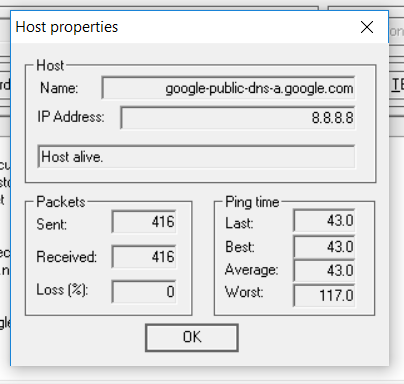 Host properties
Host
Name: google-public-dns-a.google.com
IP Address: 8.8.8.8
Host alive.
Packets
Sent: 416
Received: 416
Loss (%): 0
Ping time
Last: 43.0
Best: 43.0
Average: 43.0
Worst: 117.0
OK